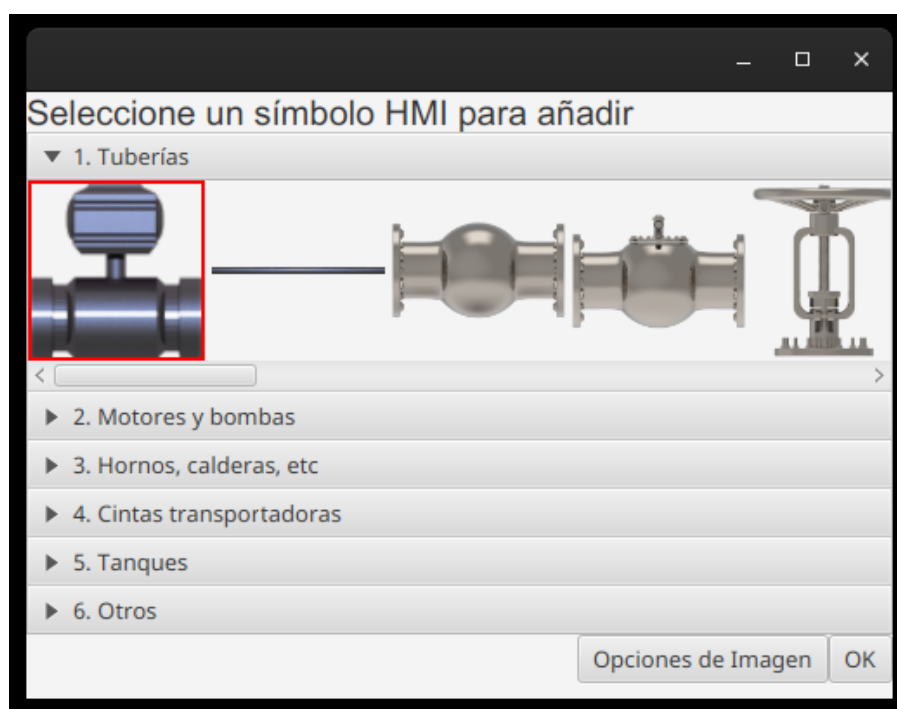 Seleccione un símbolo HMI para añadir
1. Tuberías
2. Motores y bombas
3. Hornos, calderas, etc
4. Cintas transportadoras
5. Tanques
6. Otros
Opciones de Imagen OK